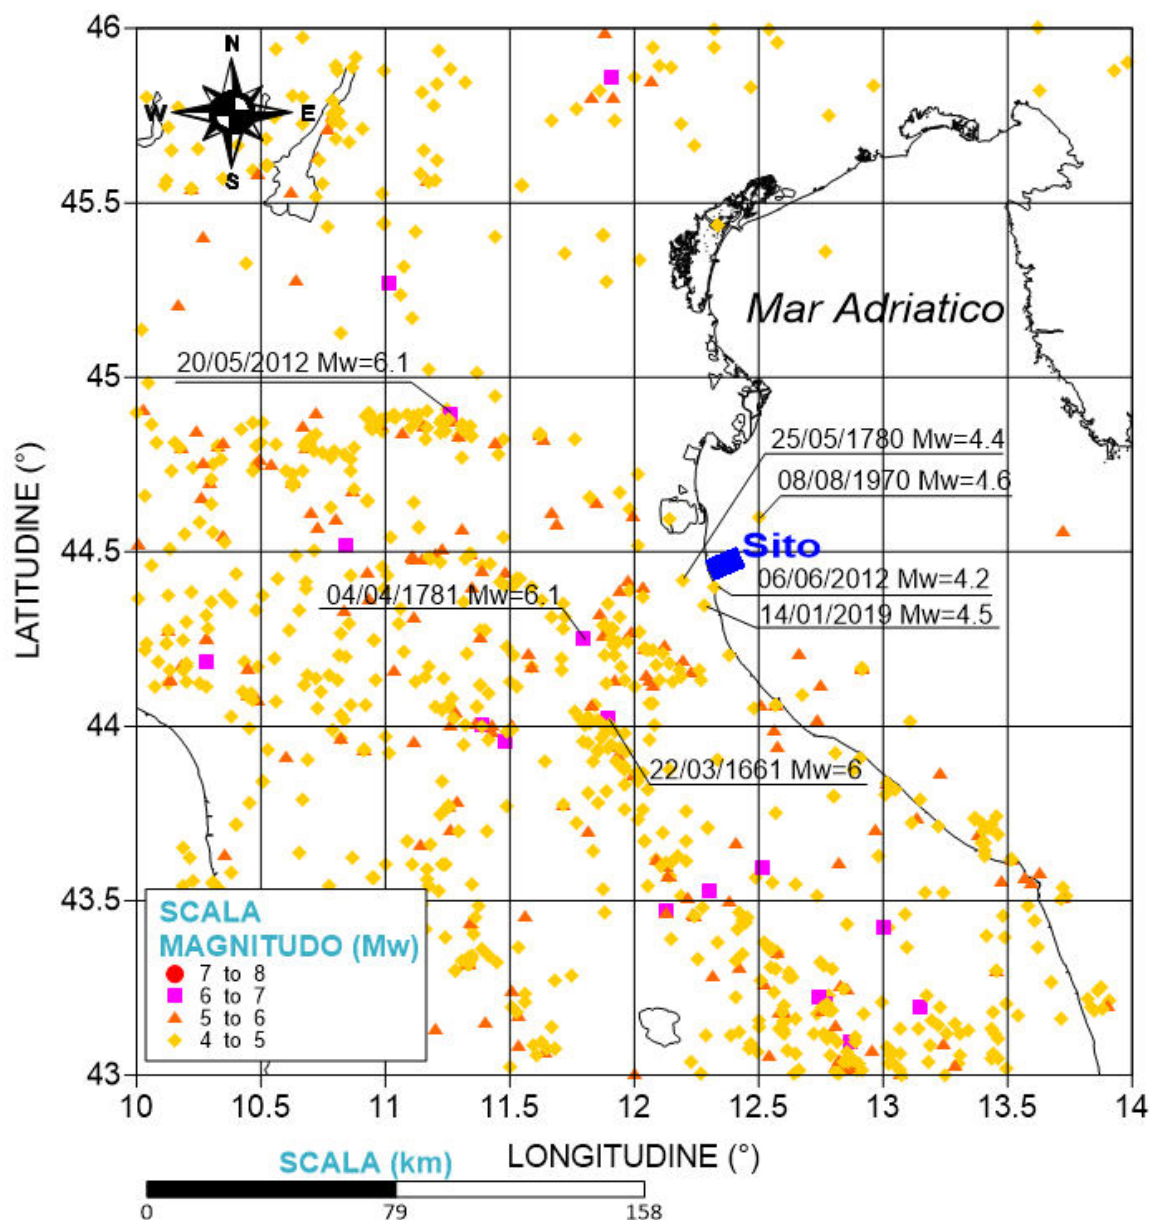 46
N
W
E
S
45.5
Mar Adriatico
20/05/2012 Mw=6.1
45
25/05/1780 Mw=4.4
08/08/1970 Mw=4.6
LATITUDINE (°)
44.5
Sito
06/06/2012 Mw=4.2
04/04/1781 Mw=6.1
14/01/2019 Mw=4.5
44
22/03/1661 Mw=6
43.5
SCALA
MAGNITUDO (Mw)
7 to 8
6 to 7
5 to 6
4 to 5
43
10 10.5 11 11.5 12 12.5 13 13.5 14
SCALA (km)
LONGITUDINE (°)
0 79 158